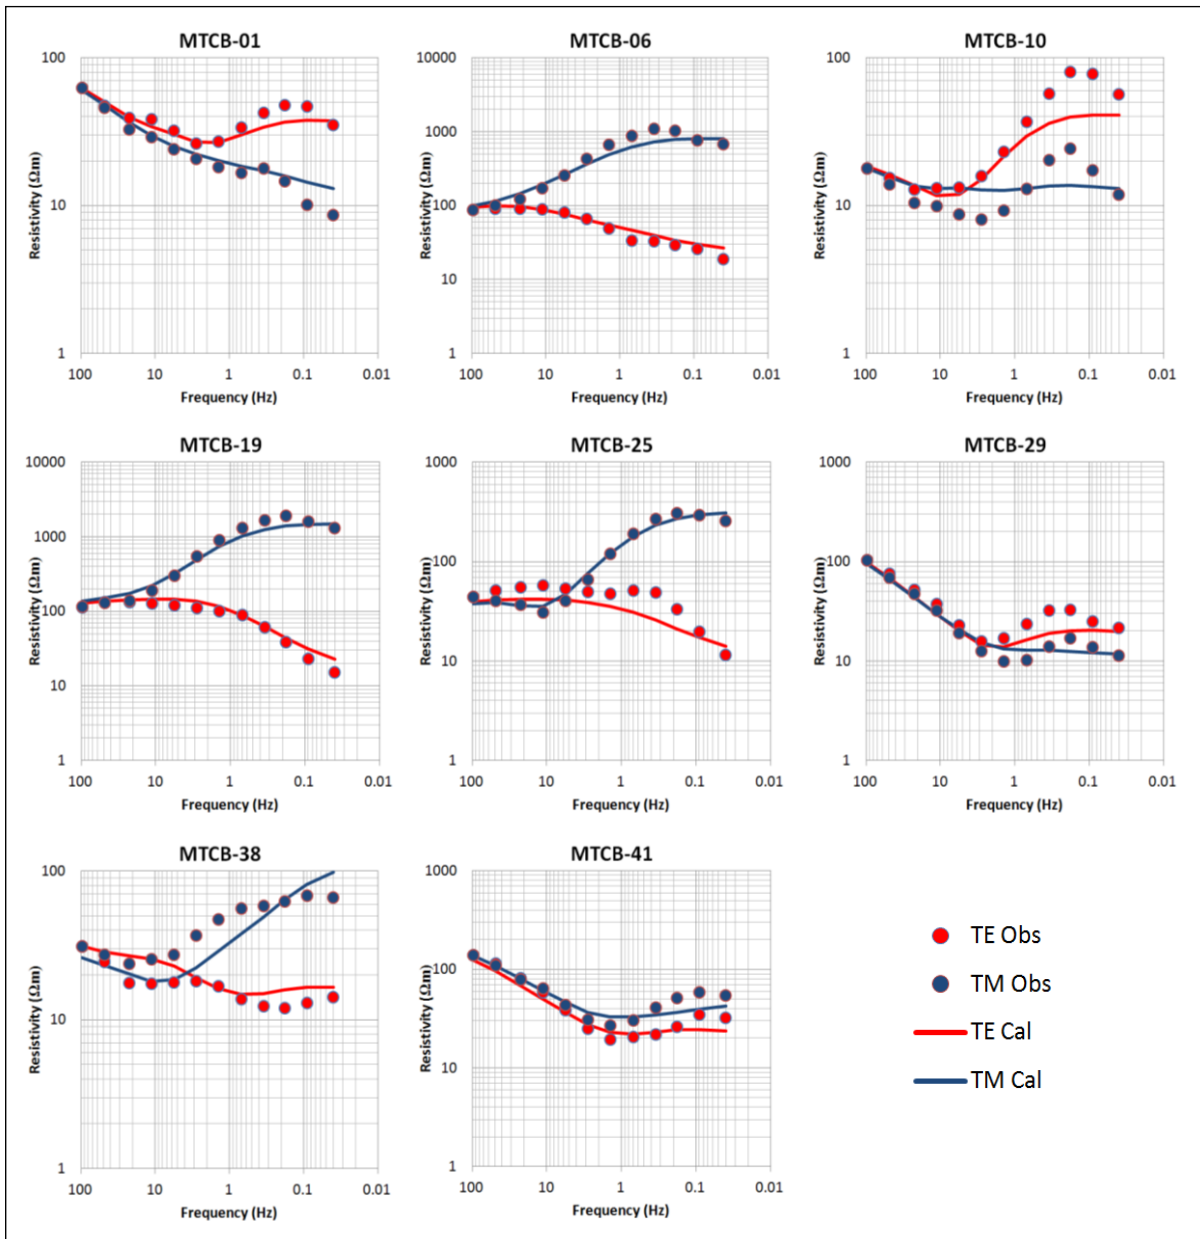 MTCB-01
100
10
1
100 10 1 0.1 0.01
Resistivity (Ωm)
Frequency (Hz)
MTCB-06
10000
1000
100
10
1
100 10 1 0.1 0.01
Resistivity (Ωm)
Frequency (Hz)
MTCB-10
100
10
1
100 10 1 0.1 0.01
Resistivity (Ωm)
Frequency (Hz)
MTCB-19
10000
1000
100
10
1
100 10 1 0.1 0.01
Resistivity (Ωm)
Frequency (Hz)
MTCB-25
1000
100
10
1
100 10 1 0.1 0.01
Resistivity (Ωm)
Frequency (Hz)
MTCB-29
1000
100
10
1
100 10 1 0.1 0.01
Resistivity (Ωm)
Frequency (Hz)
MTCB-38
100
10
1
100 10 1 0.1 0.01
Resistivity (Ωm)
Frequency (Hz)
MTCB-41
1000
100
10
1
100 10 1 0.1 0.01
Resistivity (Ωm)
Frequency (Hz)
TE Obs
TM Obs
TE Cal
TM Cal